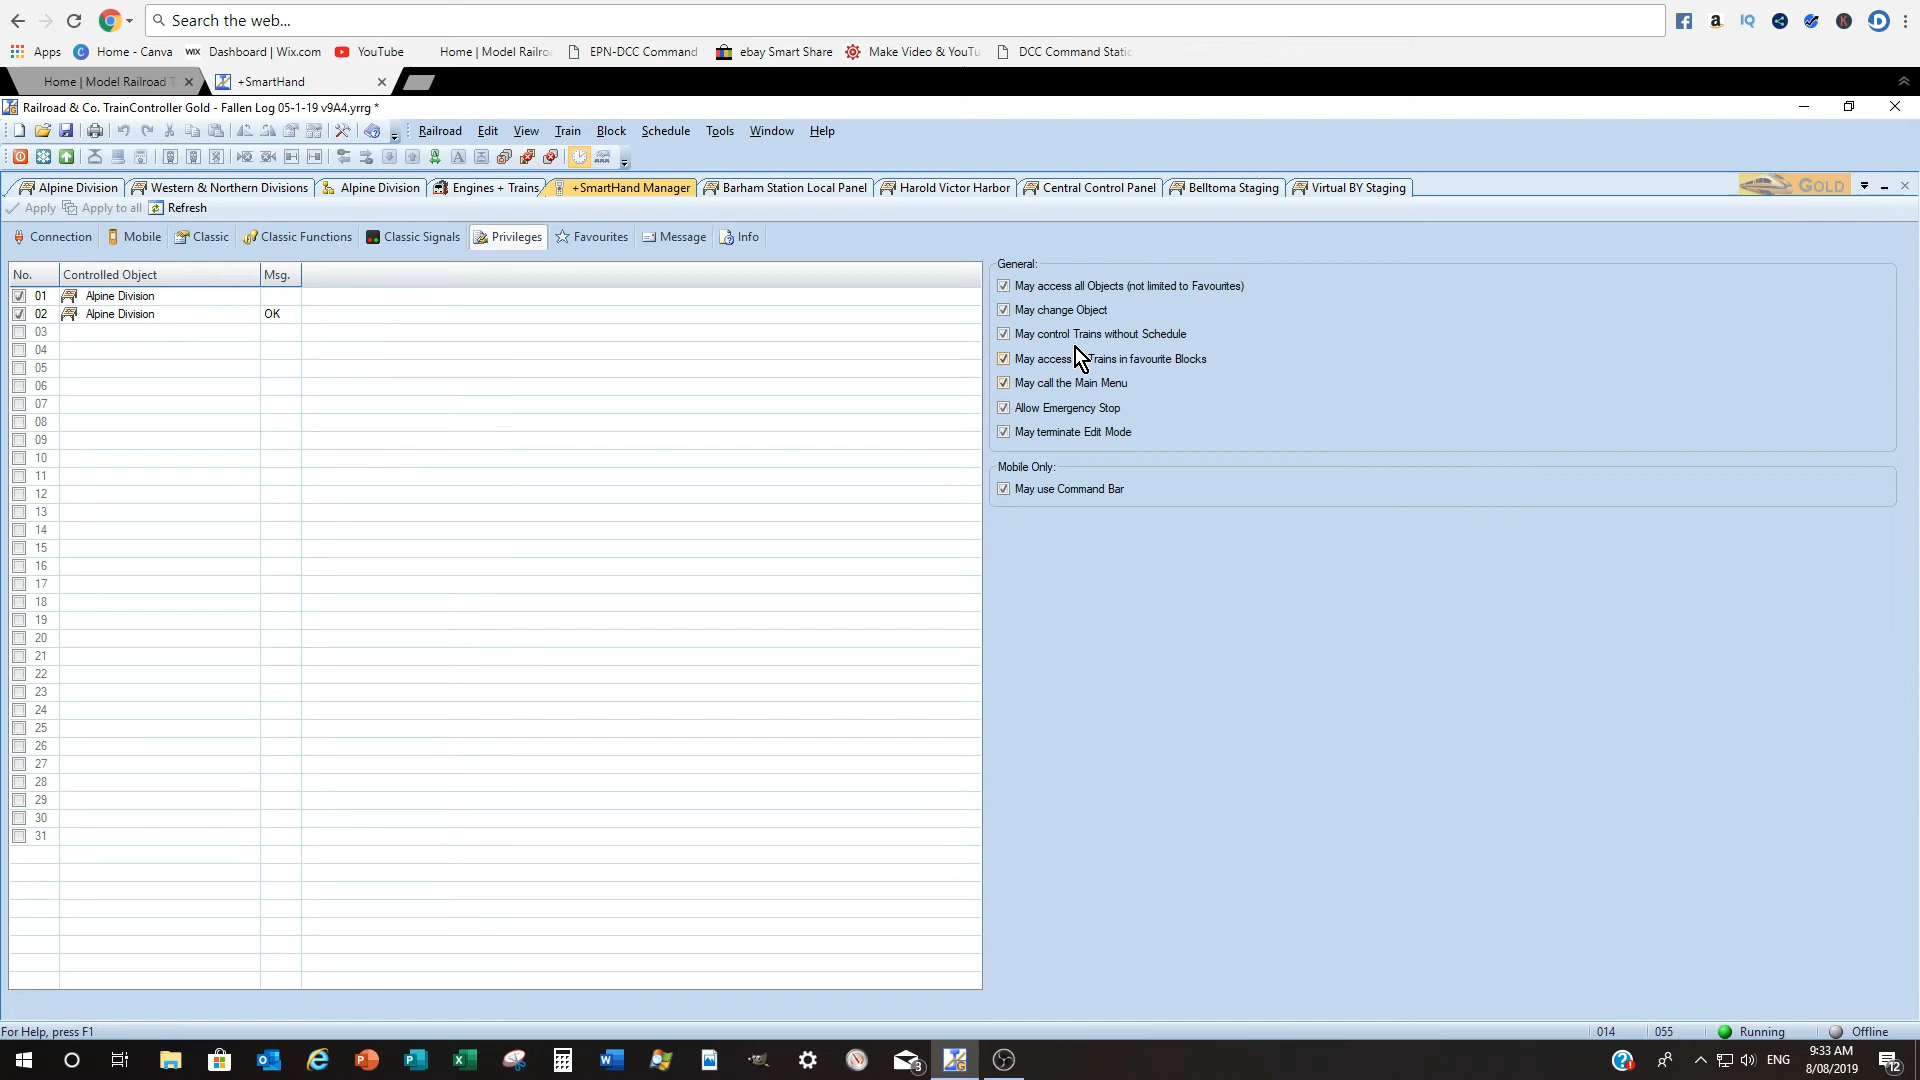 Search the web...
Apps Home - Canva WIX Dashboard | Wix.com YouTube Home | Model Railro EPN-DCC Command ebay Smart Share Make Video & YouTu DCC Command Static
Home | Model Railroad T +SmartHand
Railroad & Co. TrainController Gold - Fallen Log 05-1-19 v9A4.yrrg *
Railroad Edit View Train Block Schedule Tools Window Help
Alpine Division Western & Northern Divisions Alpine Division Engines + Trains +SmartHand Manager Barham Station Local Panel Harold Victor Harbor Central Control Panel Belltoma Staging Virtual BY Staging GOLD
Apply Apply to all Refresh
Connection Mobile Classic Classic Functions Classic Signals Privileges Favourites Message Info
No. Controlled Object Msg.
01 Alpine Division
02 Alpine Division OK
03
04
05
06
07
08
09
10
11
12
13
14
15
16
17
18
19
20
21
22
23
24
25
26
27
28
29
30
31
General:
May access all Objects (not limited to Favourites)
May change Object
May control Trains without Schedule
May access Trains in favourite Blocks
May call the Main Menu
Allow Emergency Stop
May terminate Edit Mode
Mobile Only:
May use Command Bar
For Help, press F1 014 055 Running Offline
3 ENG 9:33 AM 12
8/08/2019